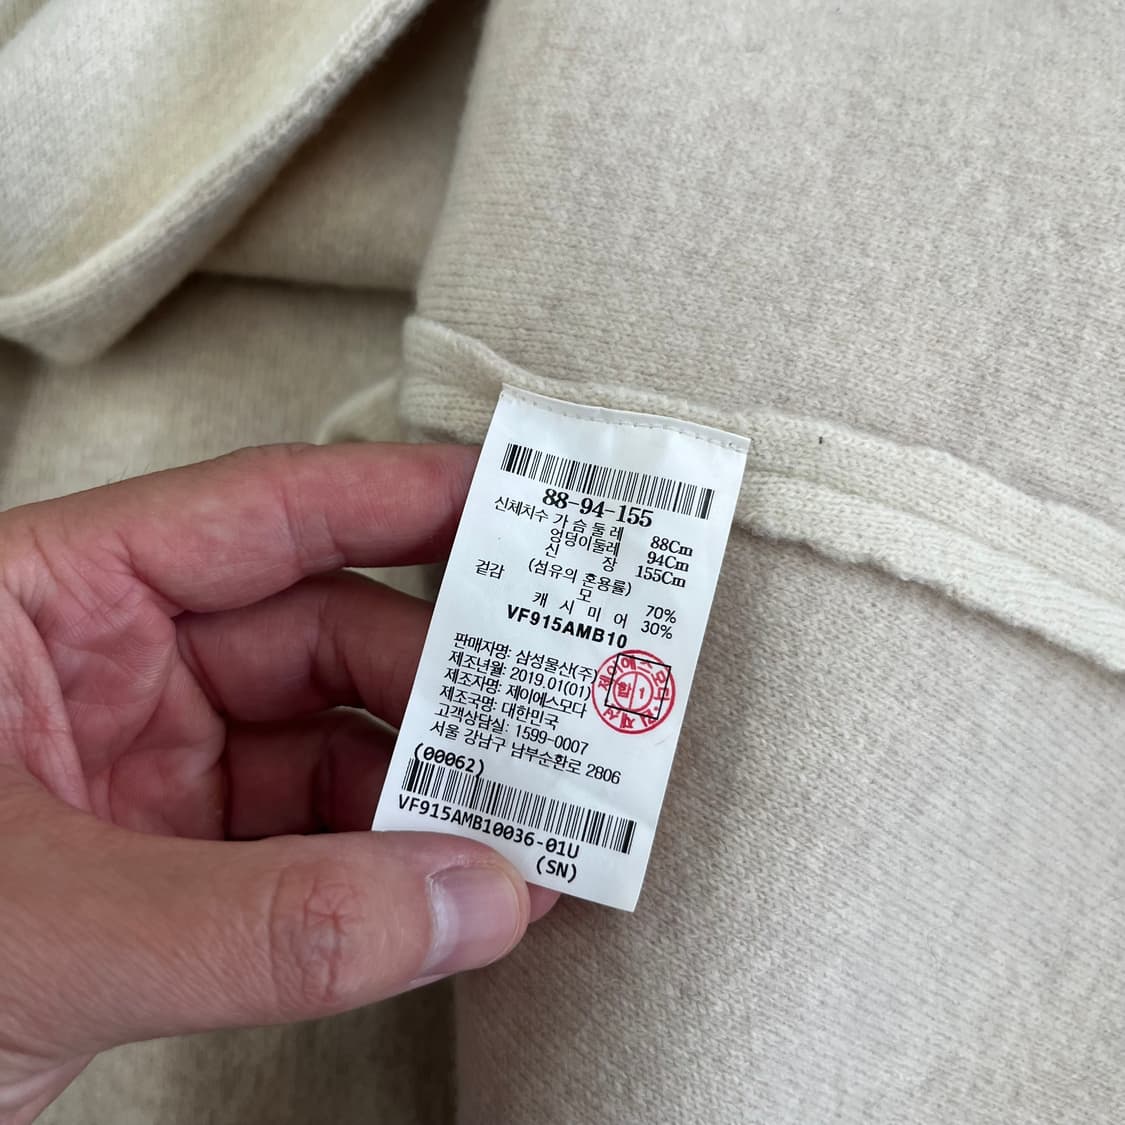 88-94-155
신체치수 가슴둘레 88Cm
엉덩이둘레 94Cm
신 장 155Cm
(섬유의 혼용률)
겉감 모 70%
캐시미어 30%
VF915AMB10
판매자명: 삼성물산(주)
제조년월: 2019.01(01)
제조자명: 제이에스모다
제조국명: 대한민국
고객상담실: 1599-0007
서울 강남구 남부순환로 2806
(00062)
VF915AMB10036-01U
(SN)
합 1